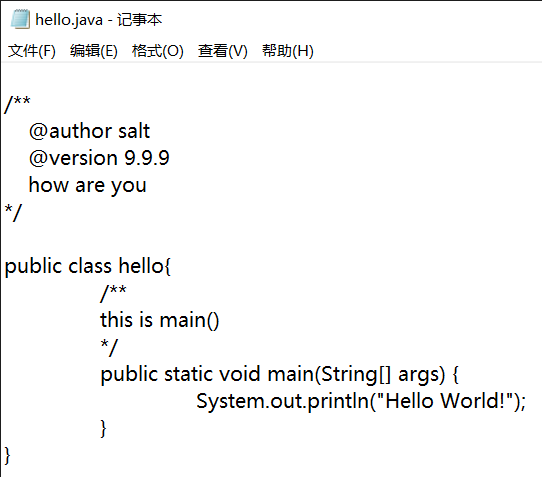 hello.java - 记事本
文件(F) 编辑(E) 格式(O) 查看(V) 帮助(H)
/**
@author salt
@version 9.9.9
how are you
*/
public class hello{
/**
this is main()
*/
public static void main(String[] args) {
System.out.println("Hello World!");
}
}